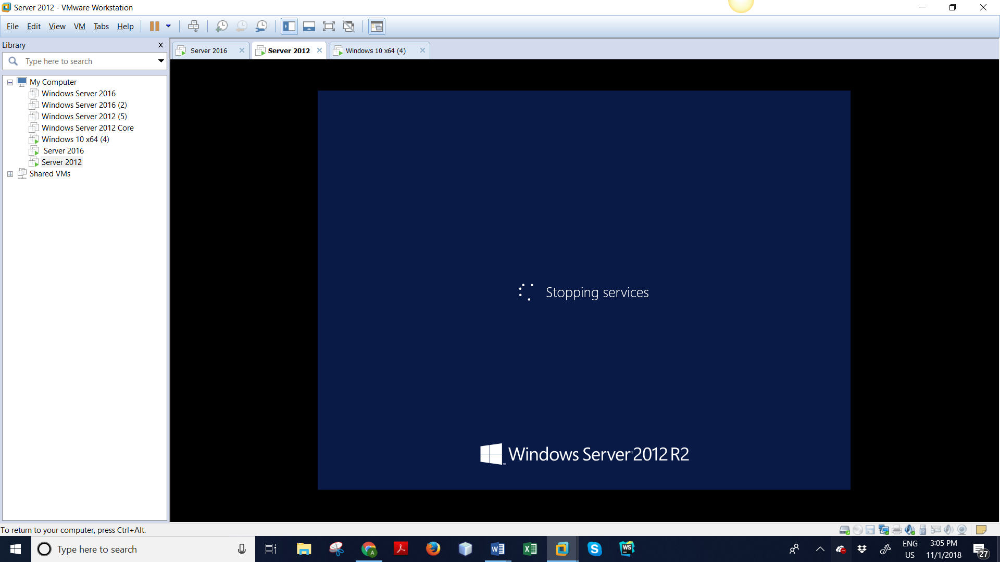 Server 2012 - VMware Workstation
File Edit View VM Tabs Help
Library
Type here to search
My Computer
Windows Server 2016
Windows Server 2016 (2)
Windows Server 2012 (5)
Windows Server 2012 Core
Windows 10 x64 (4)
Server 2016
Server 2012
Shared VMs
Server 2016 Server 2012 Windows 10 x64 (4)
Stopping services
Windows Server 2012 R2
To return to your computer, press Ctrl+Alt.
Type here to search
A
WS
ENG
US
3:05 PM
11/1/2018
27